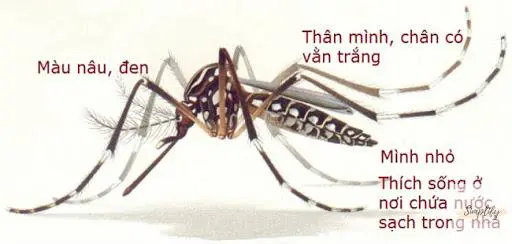 Thân mình, chân có
vằn trắng
Màu nâu, đen
Mình nhỏ
Thích sống ở
nơi chứa nước
sạch trong nhà
Simplify